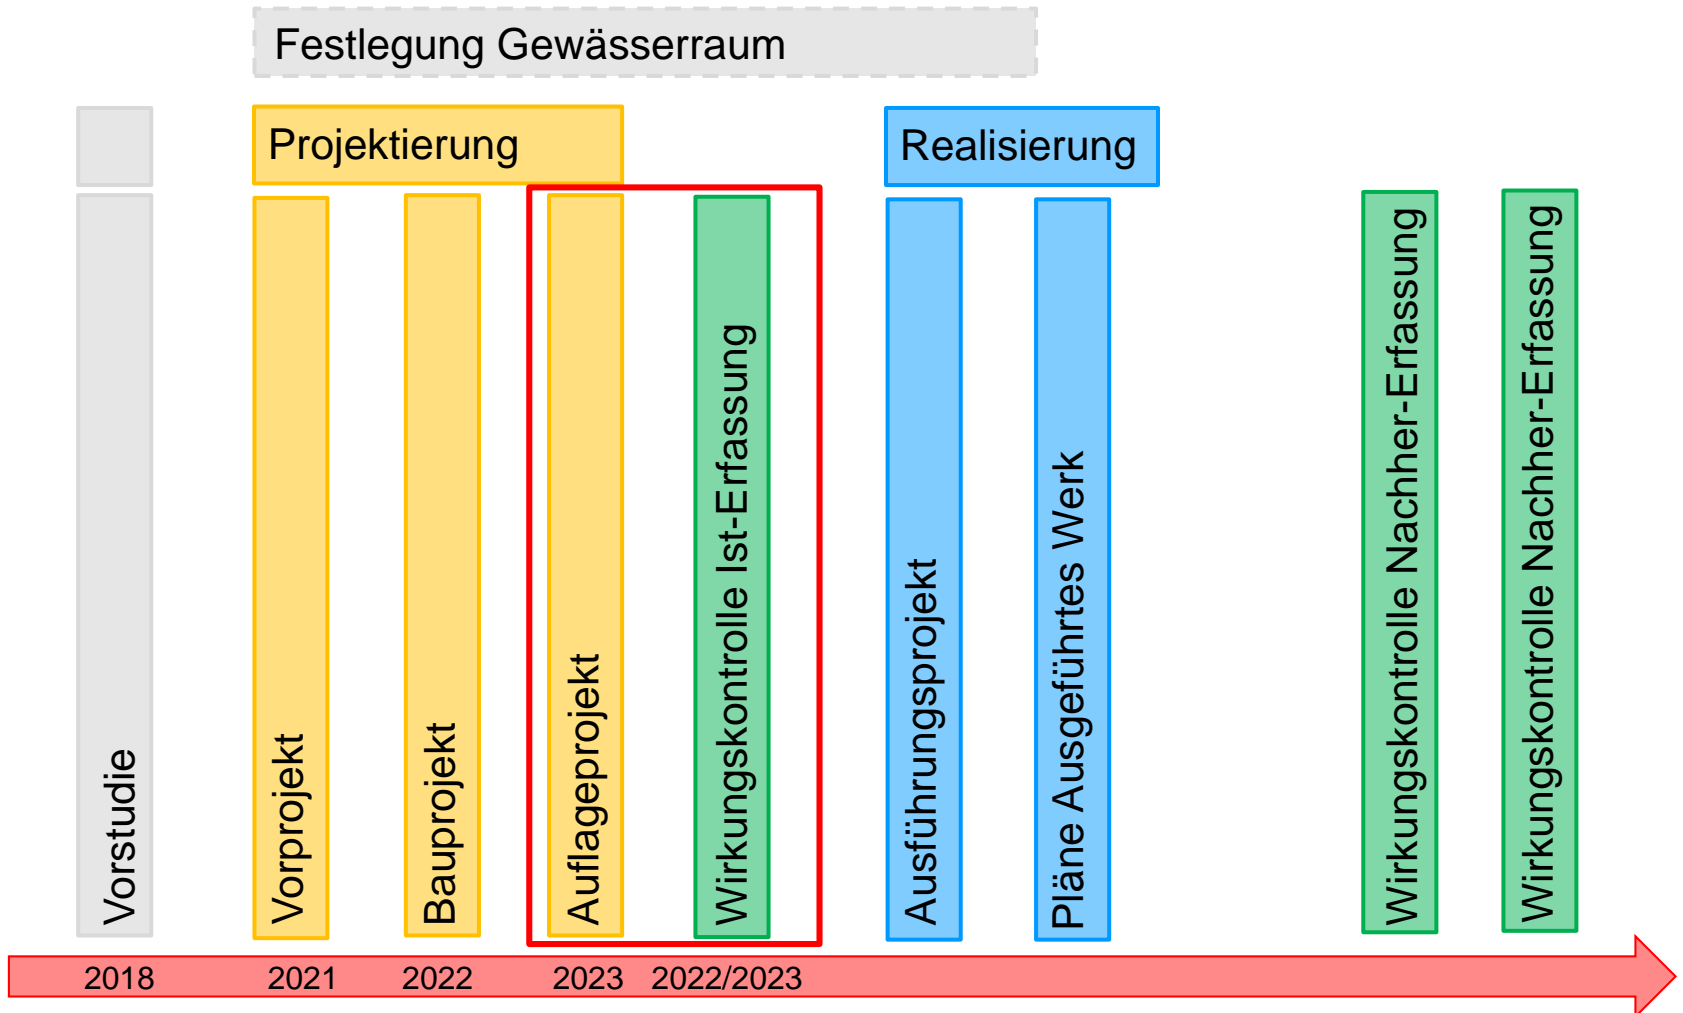 Festlegung Gewässerraum
Projektierung
Realisierung
Vorstudie
Vorprojekt
Bauprojekt
Auflageprojekt
Wirkungskontrolle Ist-Erfassung
Ausführungsprojekt
Pläne Ausgeführtes Werk
Wirkungskontrolle Nachher-Erfassung
Wirkungskontrolle Nachher-Erfassung
2018
2021
2022
2023
2022/2023